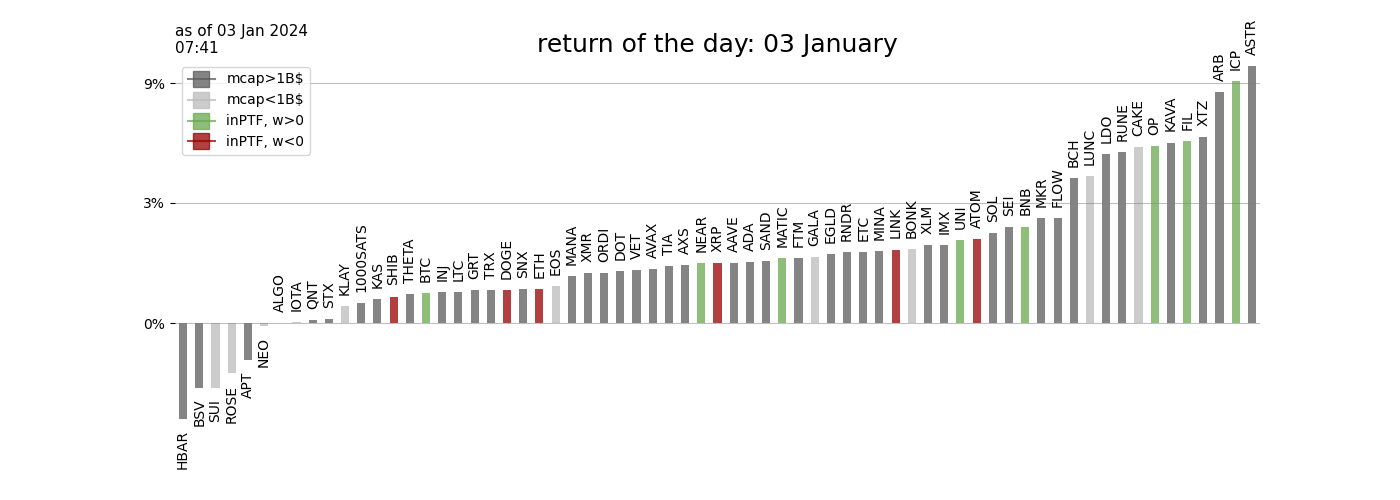 as of 03 Jan 2024
07:41
return of the day: 03 January
mcap>1B$
mcap<1B$
inPTF, w>0
inPTF, w<0
9%
3%
0%
HBAR
BSV
SUI
ROSE
APT
NEO
ALGO
IOTA
QNT
STX
KLAY
1000SATS
KAS
SHIB
THETA
BTC
INJ
LTC
GRT
TRX
DOGE
SNX
ETH
EOS
MANA
XMR
ORDI
DOT
VET
AVAX
TIA
AXS
NEAR
XRP
AAVE
ADA
SAND
MATIC
FTM
GALA
EGLD
RNDR
ETC
MINA
LINK
BONK
XLM
IMX
UNI
ATOM
SOL
SEI
BNB
MKR
FLOW
BCH
LUNC
LDO
RUNE
CAKE
OP
KAVA
FIL
XTZ
ARB
ICP
ASTR